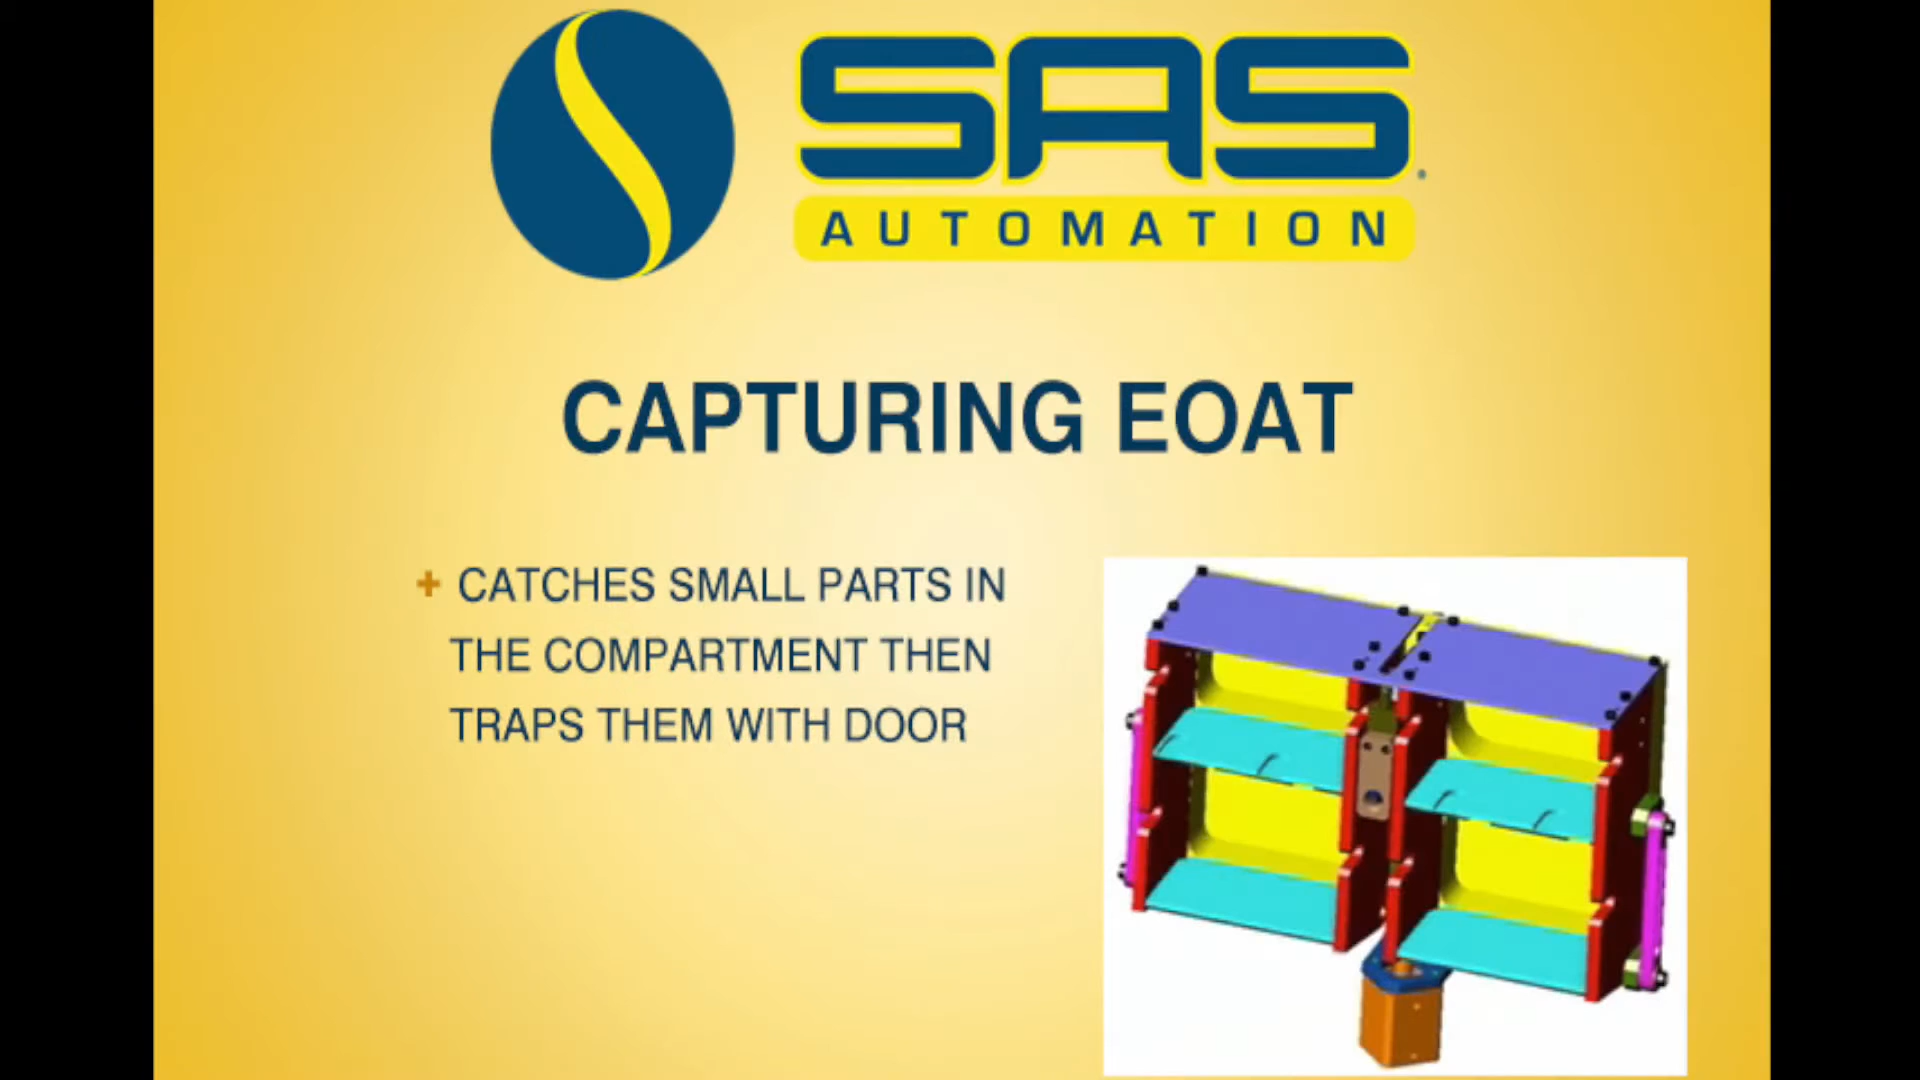 SAS
AUTOMATION
CAPTURING EOAT
+ CATCHES SMALL PARTS IN
THE COMPARTMENT THEN
TRAPS THEM WITH DOOR